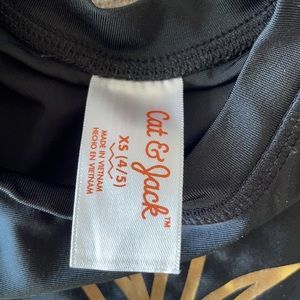 Cat & Jack™
XS (4/5)
MADE IN VIETNAM
HECHO EN VIETNAM